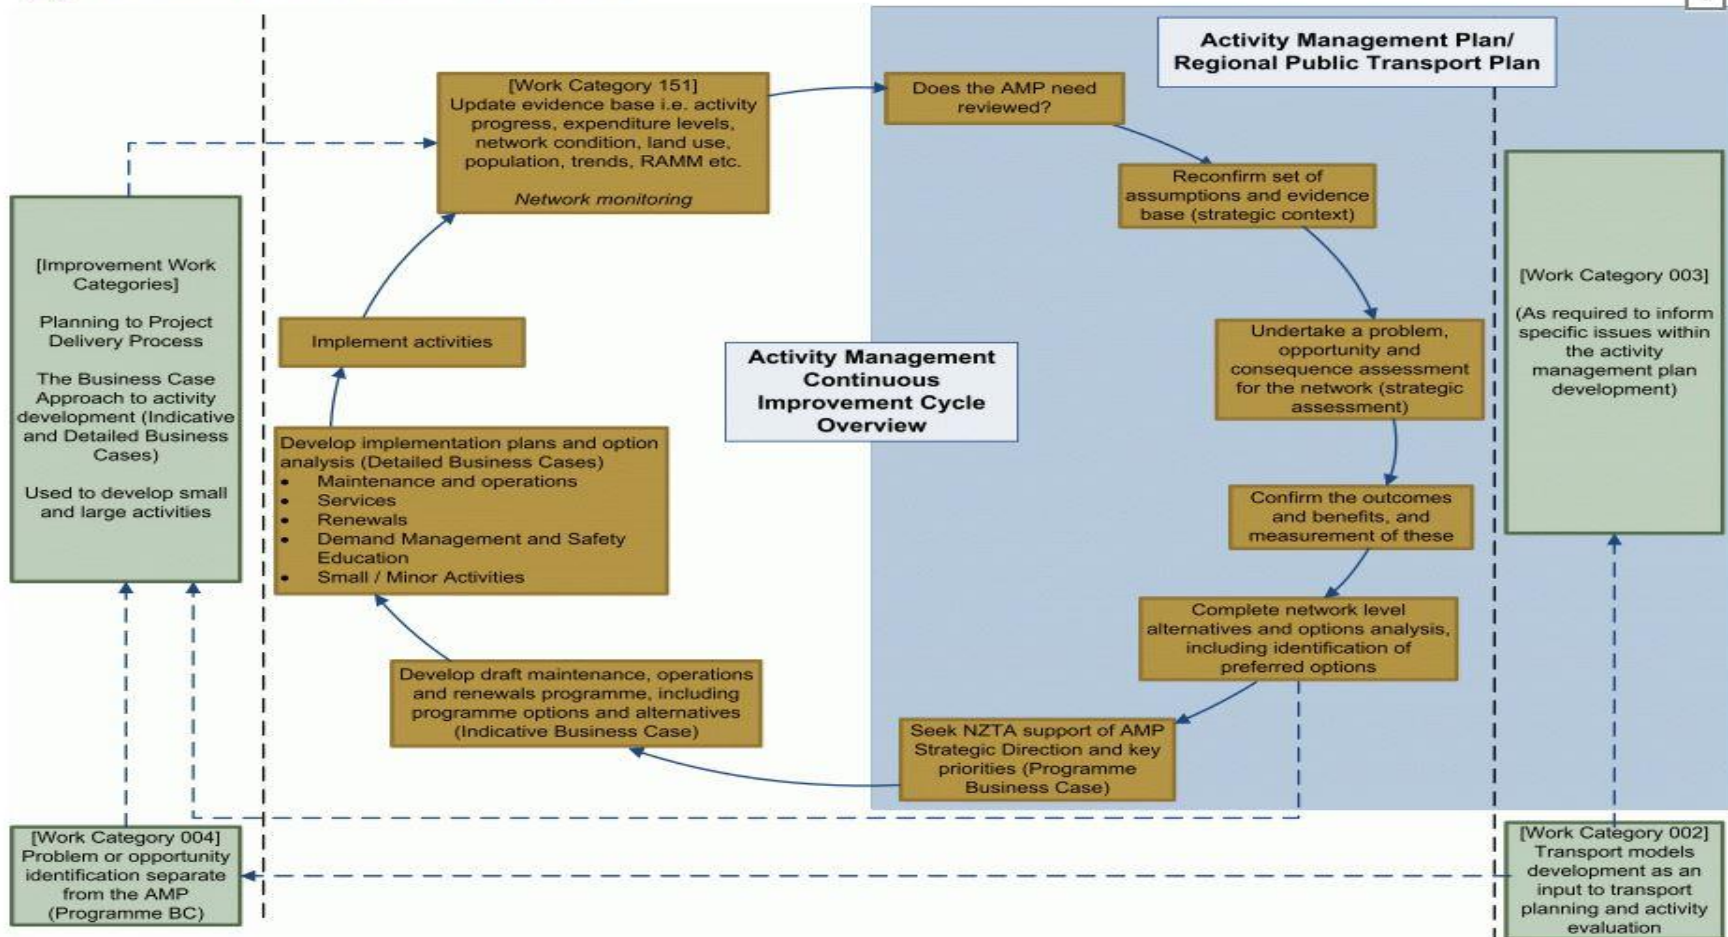 Activity Management Plan/
Regional Public Transport Plan
[Work Category 151]
Update evidence base i.e. activity
progress, expenditure levels,
network condition, land use,
population, trends, RAMM etc.
Network monitoring
Does the AMP need
reviewed?
Reconfirm set of
assumptions and evidence
base (strategic context)
Undertake a problem,
opportunity and
consequence assessment
for the network (strategic
assessment)
Confirm the outcomes
and benefits, and
measurement of these
Complete network level
alternatives and options analysis,
including identification of
preferred options
Seek NZTA support of AMP
Strategic Direction and key
priorities (Programme
Business Case)
Develop draft maintenance, operations
and renewals programme, including
programme options and alternatives
(Indicative Business Case)
Develop implementation plans and option
analysis (Detailed Business Cases)
• Maintenance and operations
• Services
• Renewals
• Demand Management and Safety
Education
• Small / Minor Activities
Implement activities
Activity Management
Continuous
Improvement Cycle
Overview
[Improvement Work
Categories]
Planning to Project
Delivery Process
The Business Case
Approach to activity
development (Indicative
and Detailed Business
Cases)
Used to develop small
and large activities
[Work Category 003]
(As required to inform
specific issues within
the activity
management plan
development)
[Work Category 004]
Problem or opportunity
identification separate
from the AMP
(Programme BC)
[Work Category 002]
Transport models
development as an
input to transport
planning and activity
evaluation